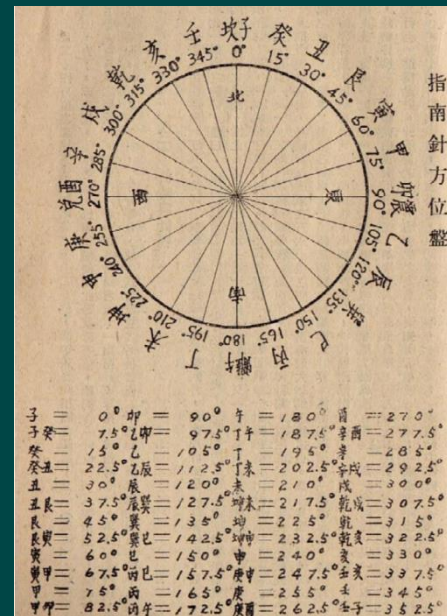 指南針方位盤
坎子 0°
癸 15°
丑 30°
艮 45°
寅 60°
甲 75°
卯震 90°
乙 105°
辰 120°
巽 135°
巳 150°
丙 165°
離午 180°
丁 195°
未 210°
坤 225°
申 240°
庚 255°
兌酉 270°
辛 285°
戌 300°
乾 315°
亥 330°
壬 345°
北
東
南
西
子 = 0° 卯 = 90° 午 = 180° 酉 = 270°
子癸 = 7.5° 乙卯 = 97.5° 丁午 = 187.5° 辛酉 = 277.5°
癸 = 15° 乙 = 105° 丁 = 195° 辛 = 285°
癸丑 = 22.5° 乙辰 = 112.5° 丁未 = 202.5° 辛戌 = 292.5°
丑 = 30° 辰 = 120° 未 = 210° 戌 = 300°
丑艮 = 37.5° 辰巽 = 127.5° 坤未 = 217.5° 乾戌 = 307.5°
艮 = 45° 巽 = 135° 坤 = 225° 乾 = 315°
艮寅 = 52.5° 巽巳 = 142.5° 坤申 = 232.5° 乾亥 = 322.5°
寅 = 60° 巳 = 150° 申 = 240° 亥 = 330°
寅甲 = 67.5° 丙巳 = 157.5° 庚申 = 247.5° 壬亥 = 337.5°
甲 = 75° 丙 = 165° 庚 = 255° 壬 = 345°
甲卯 = 82.5° 丙午 = 172.5° 庚酉 = 262.5° 壬子 = 352.5°